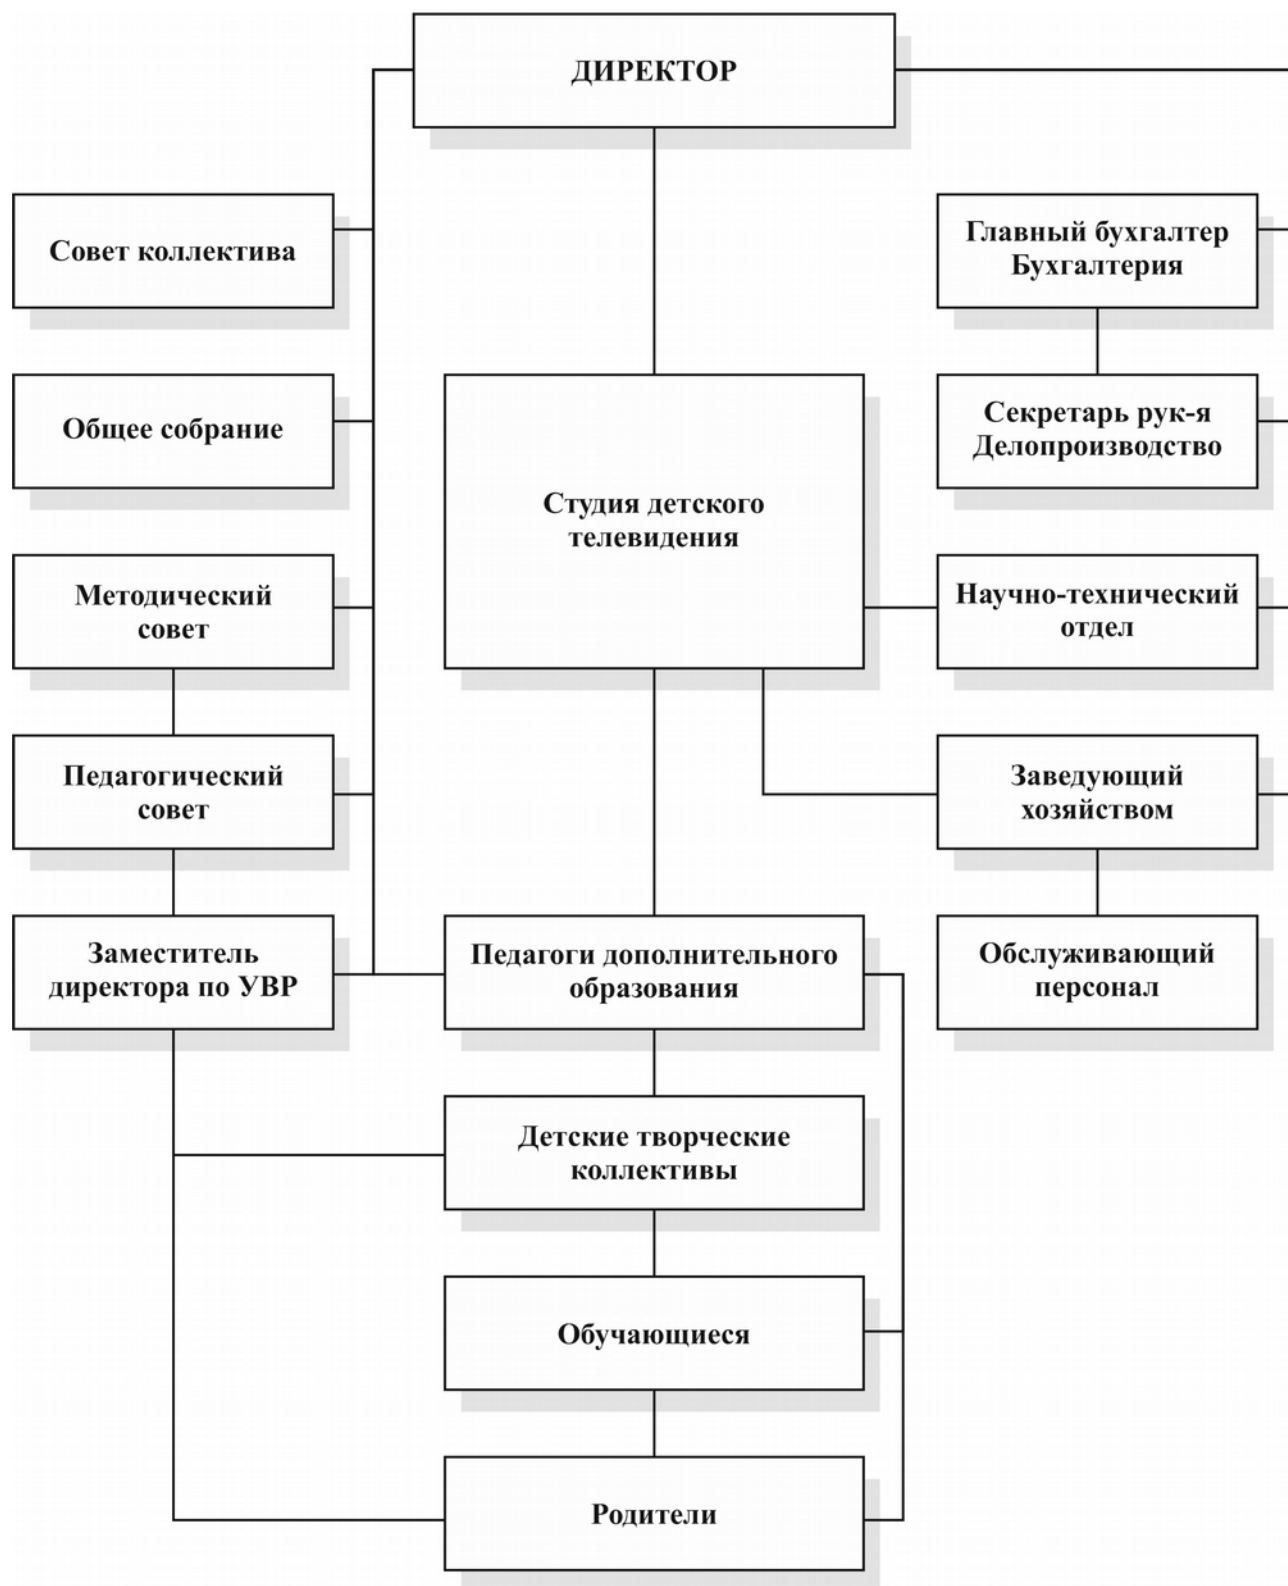 ДИРЕКТОР
Совет коллектива
Главный бухгалтер
Бухгалтерия
Общее собрание
Студия детского
телевидения
Секретарь рук-я
Делопроизводство
Методический
совет
Научно-технический
отдел
Педагогический
совет
Заведующий
хозяйством
Заместитель
директора по УВР
Педагоги дополнительного
образования
Обслуживающий
персонал
Детские творческие
коллективы
Обучающиеся
Родители